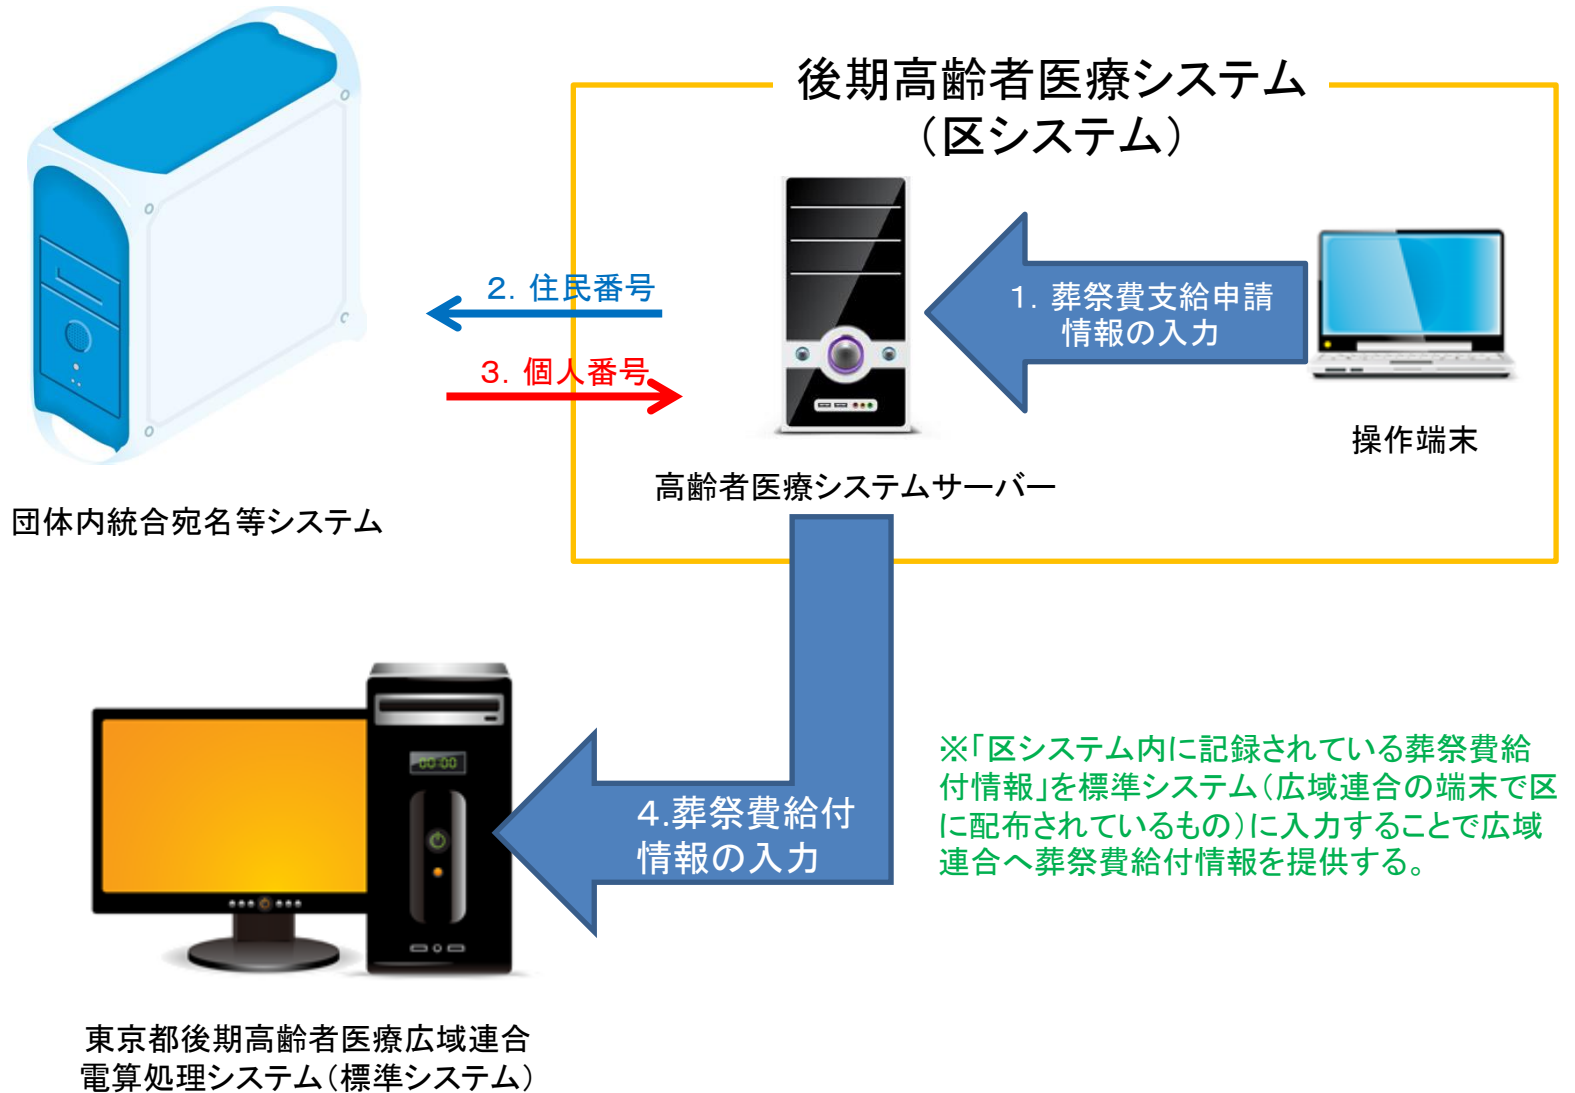 後期高齢者医療システム
（区システム）
2．住民番号
1．葬祭費支給申請
情報の入力
3．個人番号
操作端末
高齢者医療システムサーバー
団体内統合宛名等システム
00:00
4.葬祭費給付
情報の入力
※「区システム内に記録されている葬祭費給
付情報」を標準システム（広域連合の端末で区
に配布されているもの）に入力することで広域
連合へ葬祭費給付情報を提供する。
東京都後期高齢者医療広域連合
電算処理システム（標準システム）